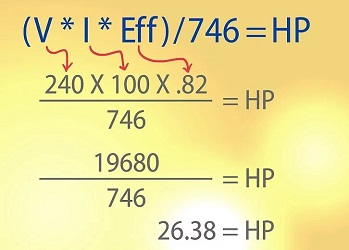 (V * I * Eff)/746 = HP
240 X 100 X .82
746
= HP
19680
746
= HP
26.38 = HP